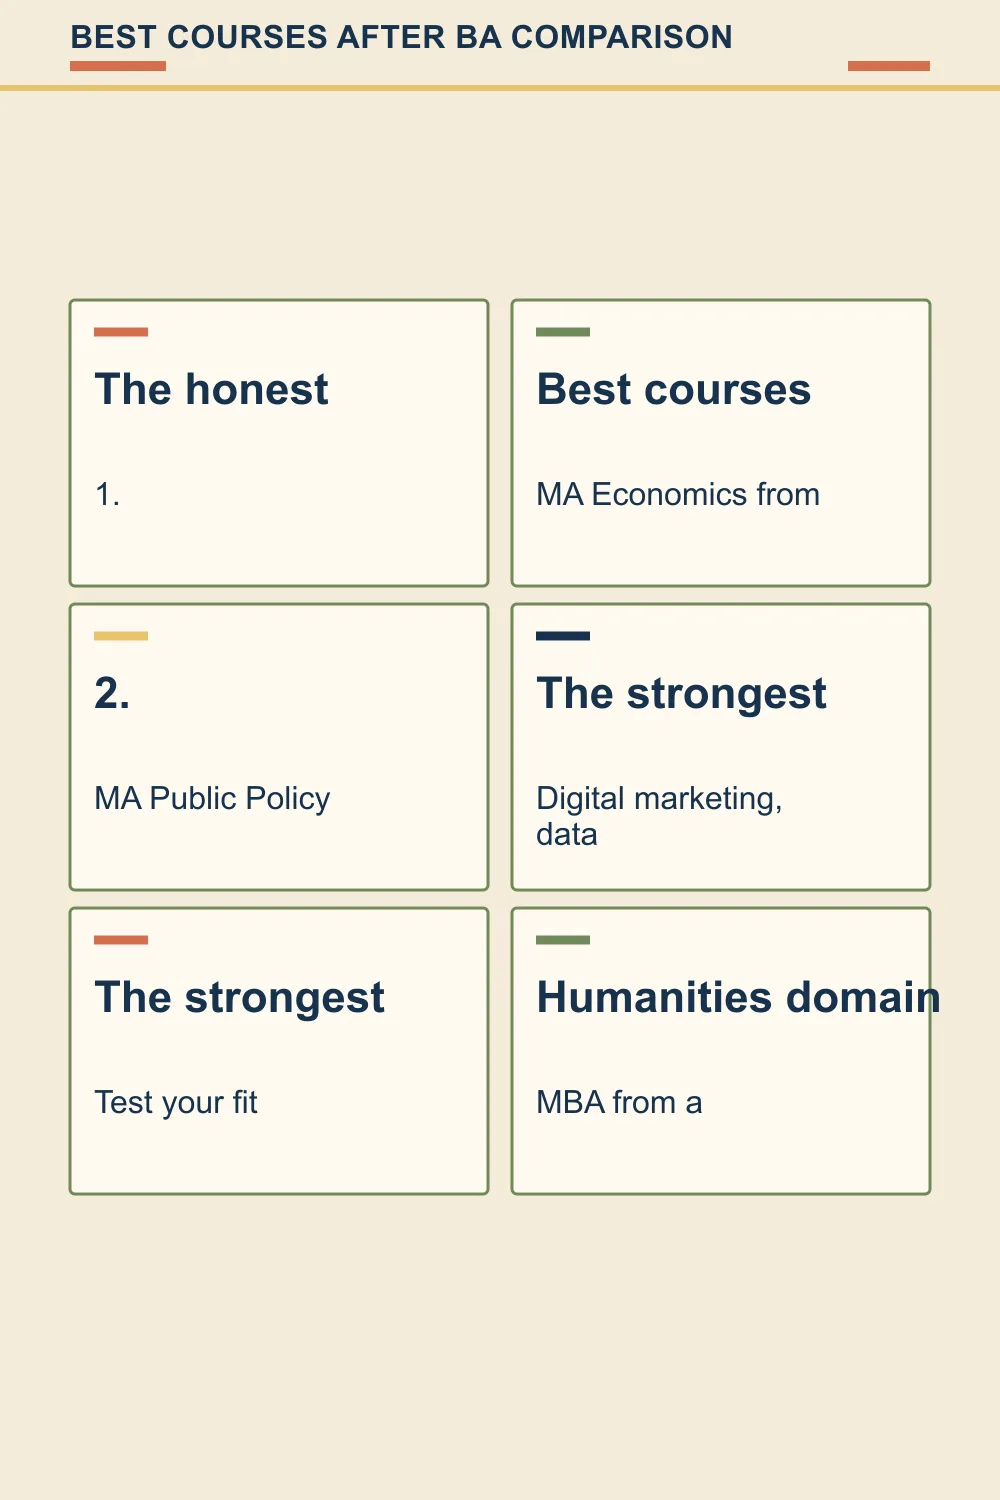 BEST COURSES AFTER BA COMPARISON
The honest
1.
Best courses
MA Economics from
2.
MA Public Policy
The strongest
Digital marketing,
data
The strongest
Test your fit
Humanities domain
MBA from a